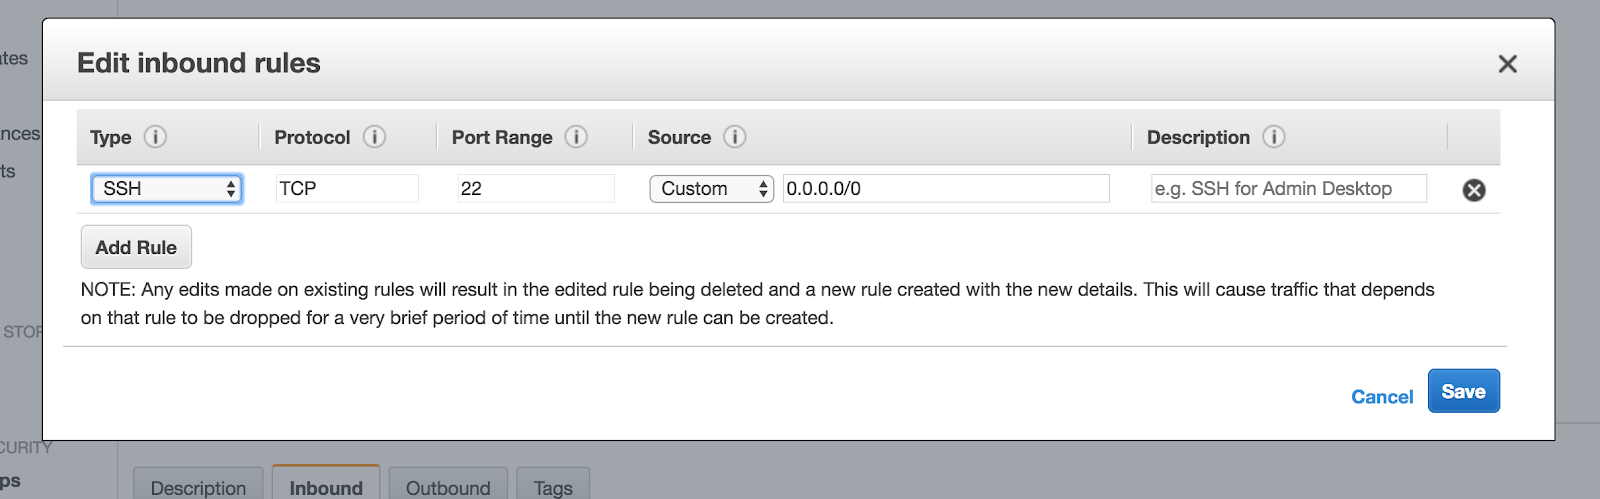 ates
Edit inbound rules
Type i Protocol i Port Range i Source i Description i
ances
ts
SSH TCP 22 Custom 0.0.0.0/0 e.g. SSH for Admin Desktop
Add Rule
NOTE: Any edits made on existing rules will result in the edited rule being deleted and a new rule created with the new details. This will cause traffic that depends
on that rule to be dropped for a very brief period of time until the new rule can be created.
STOR
Cancel Save
CURITY
ps
Description Inbound Outbound Tags